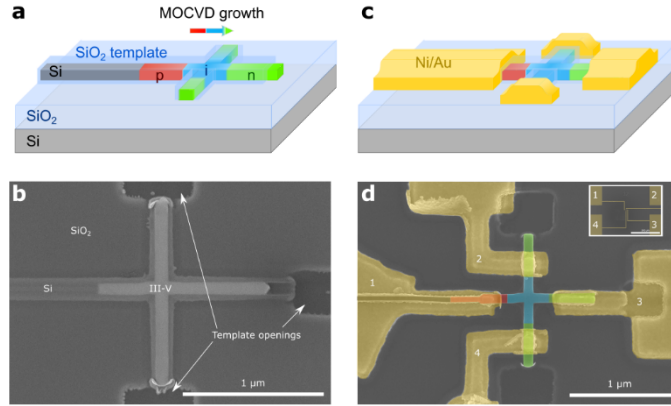 a
MOCVD growth
SiO₂ template
Si
p
i
n
SiO₂
Si
c
Ni/Au
b
SiO₂
Si
III-V
Template openings
1 µm
d
1
2
3
4
1
2
4
3
1 µm